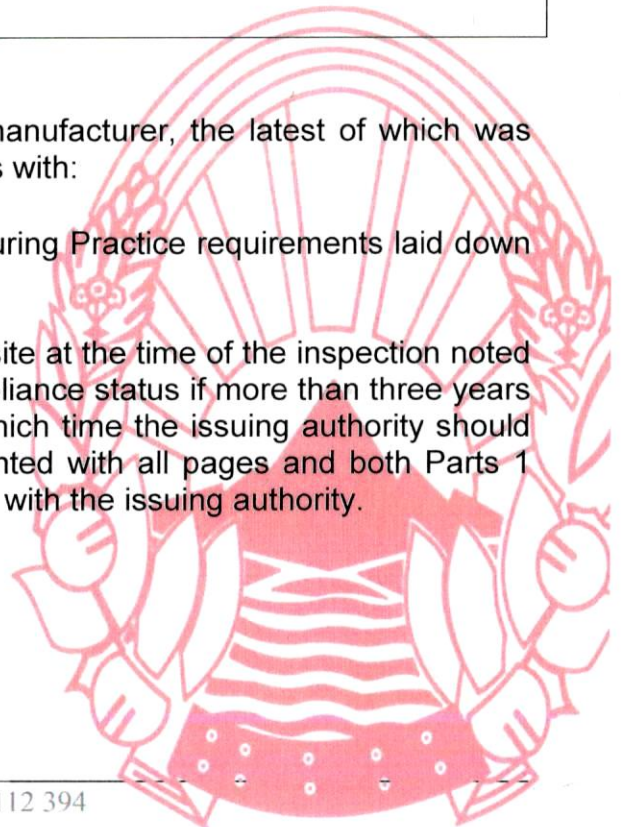 manufacturer, the latest of which was
s with:
uring Practice requirements laid down
site at the time of the inspection noted
liance status if more than three years
hich time the issuing authority should
nted with all pages and both Parts 1
with the issuing authority.
112 394